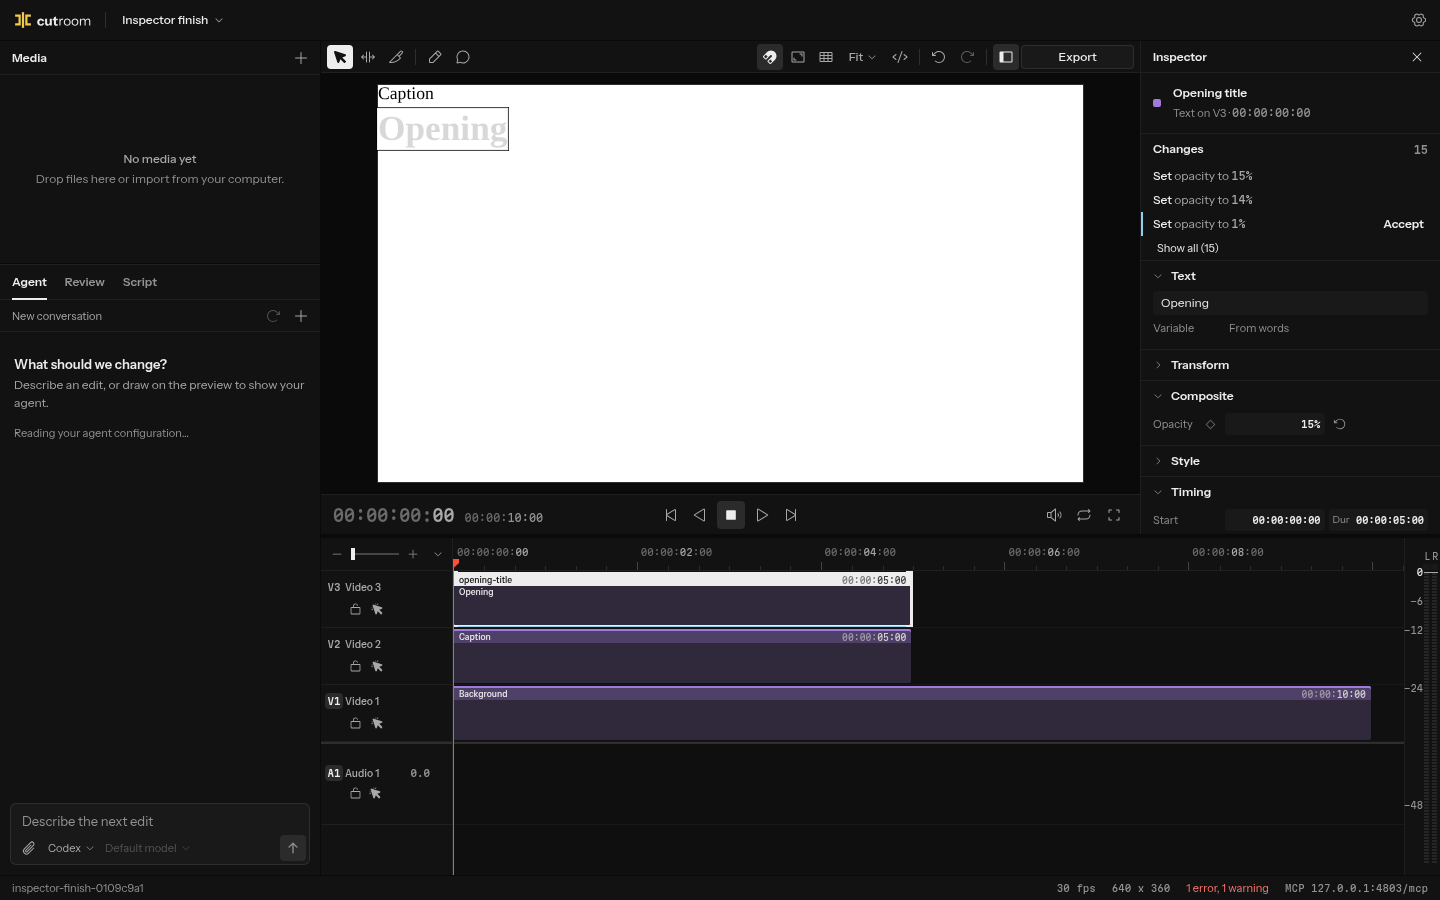 cutroom
Inspector finish
Media
No media yet
Drop files here or import from your computer.
Agent
Review
Script
New conversation
What should we change?
Describe an edit, or draw on the preview to show your
agent.
Reading your agent configuration...
Describe the next edit
Codex
Default model
Fit
Export
Caption
Opening
00:00:00:00
00:00:10:00
Inspector
Opening title
Text on V3·00:00:00:00
Changes
15
Set opacity to 15%
Set opacity to 14%
Set opacity to 1%
Accept
Show all (15)
Text
Opening
Variable
From words
Transform
Composite
Opacity
15%
Style
Timing
Start
00:00:00:00
Dur
00:00:05:00
00:00:00:00
00:00:02:00
00:00:04:00
00:00:06:00
00:00:08:00
V3 Video 3
opening-title
00:00:05:00
Opening
V2 Video 2
Caption
00:00:05:00
V1 Video 1
Background
00:00:10:00
A1 Audio 1
0.0
L R
0
-6
-12
-24
-48
inspector-finish-0109c9a1
30 fps
640 x 360
1 error, 1 warning
MCP 127.0.0.1:4803/mcp